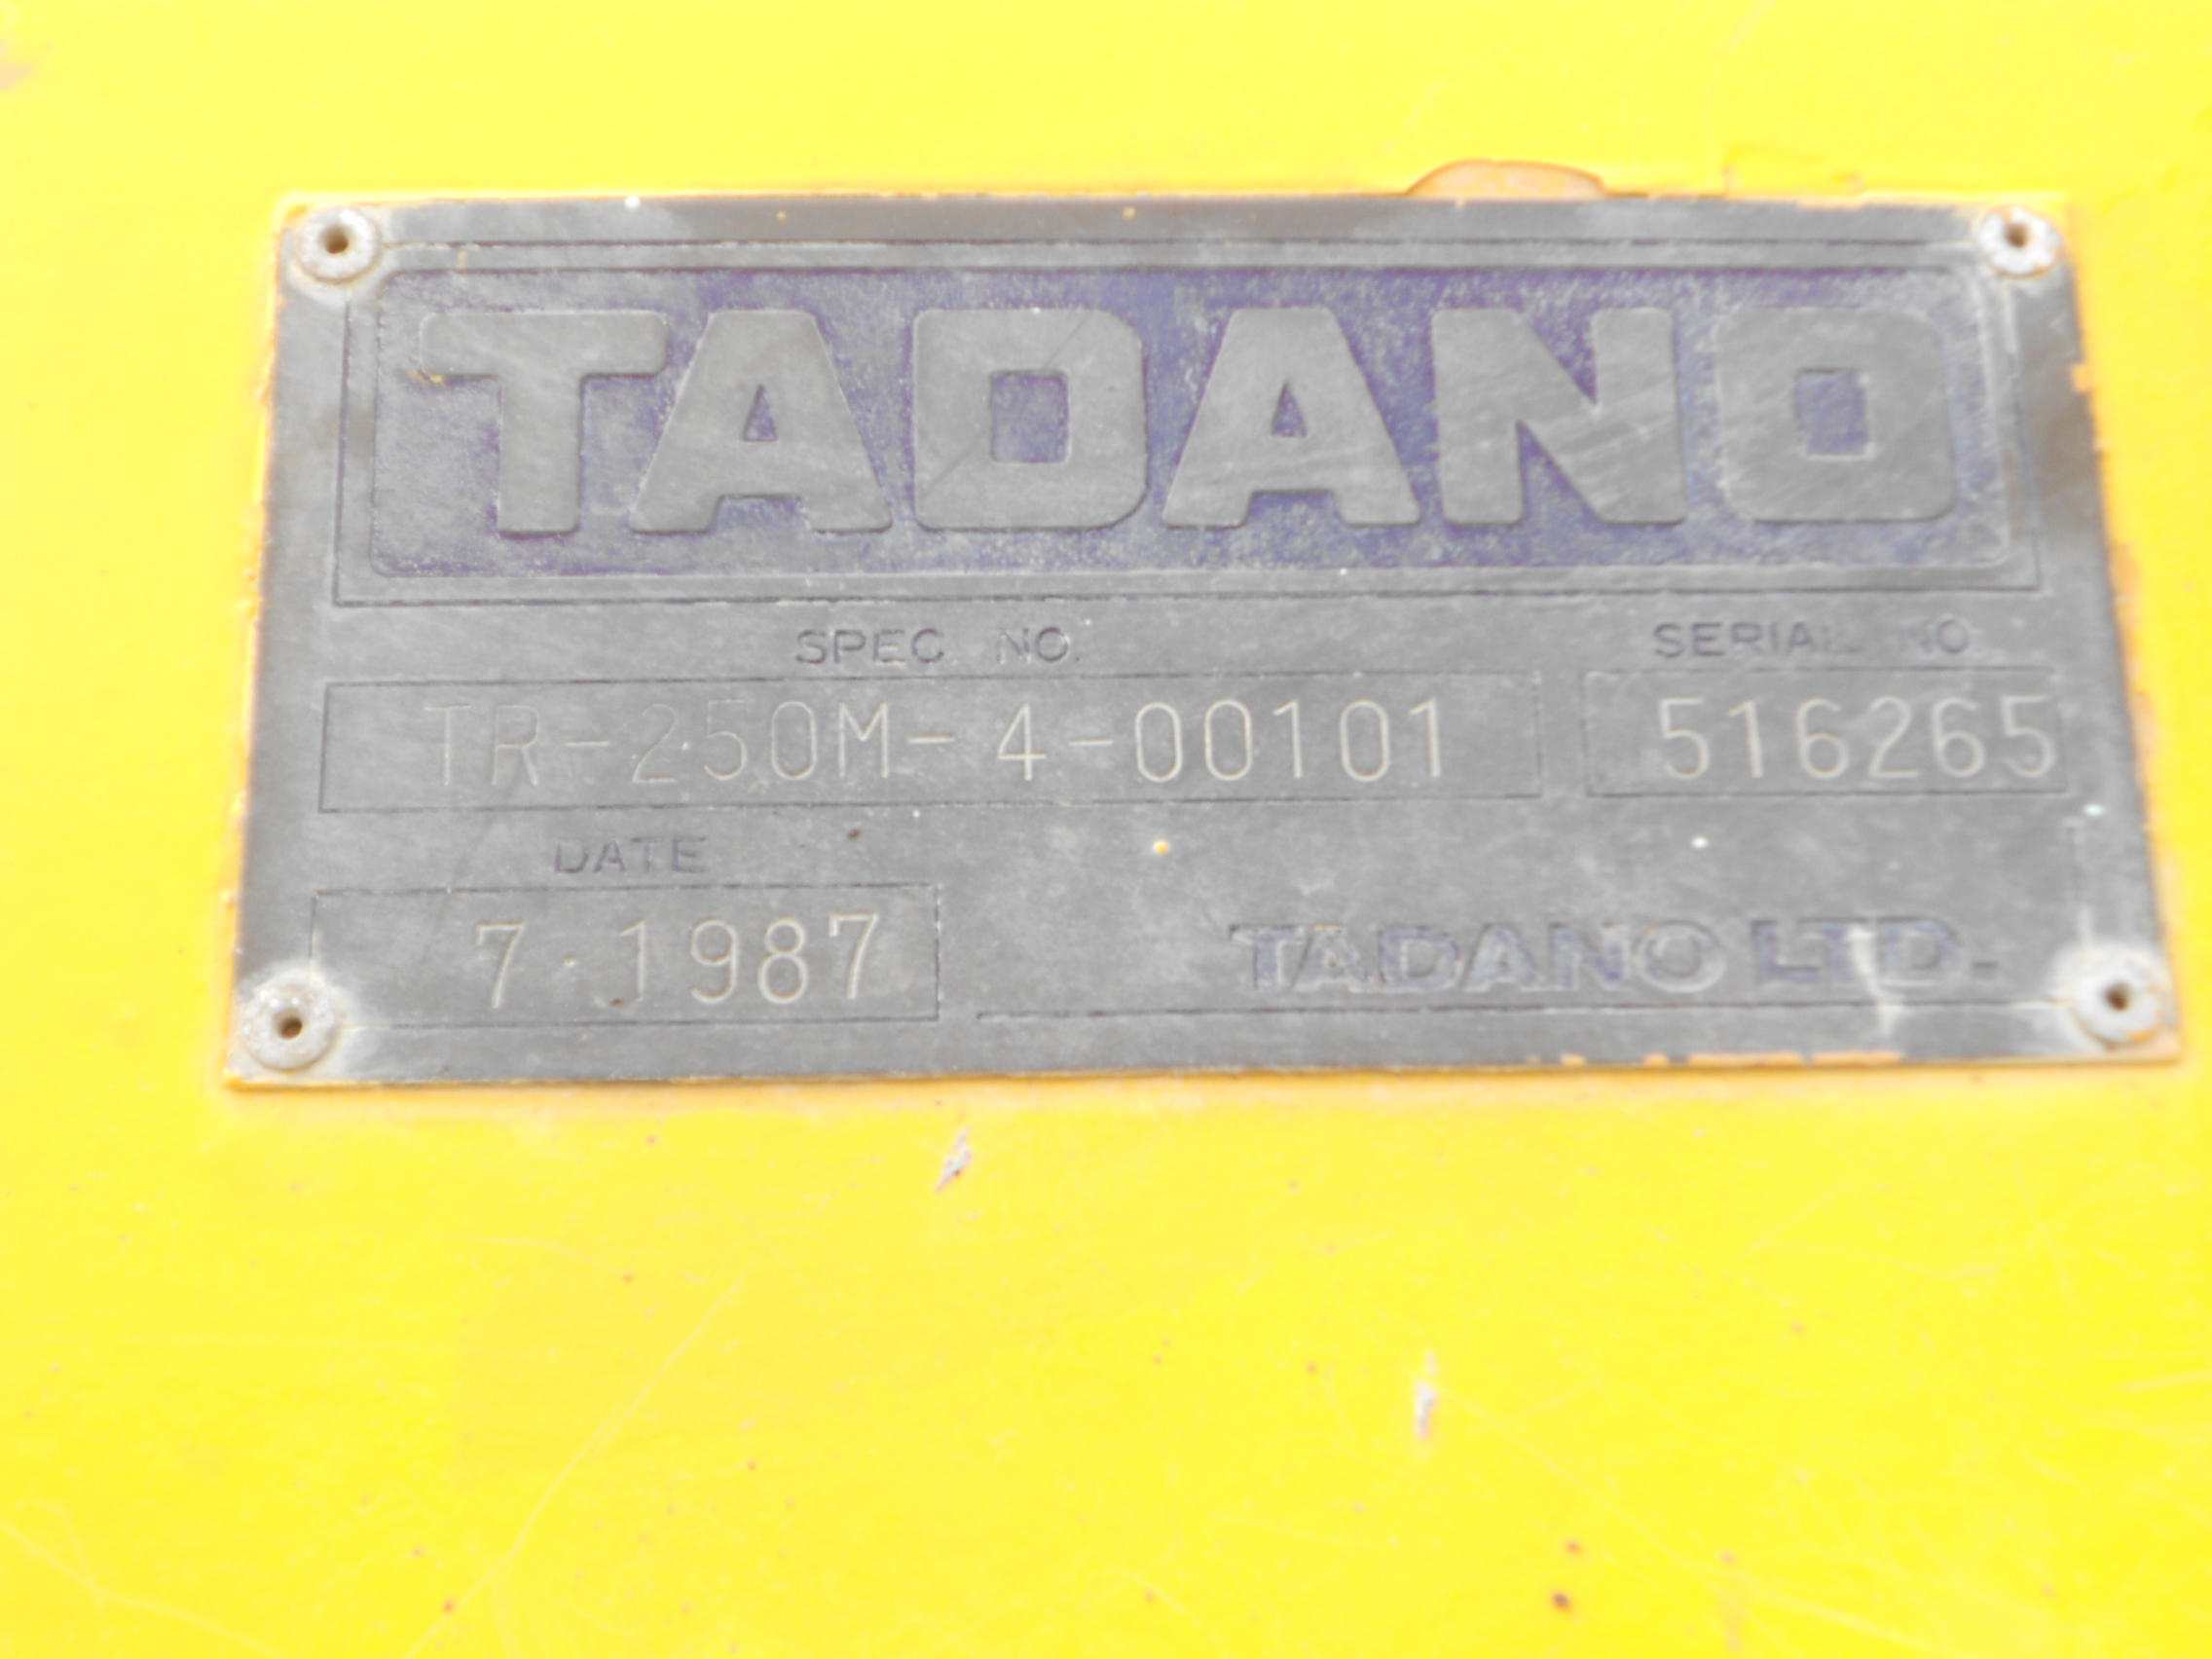 TADANO
SPEC. NO. SERIAL NO.
TR-250M-4-00101 516265
DATE
7.1987 TADANO LTD.